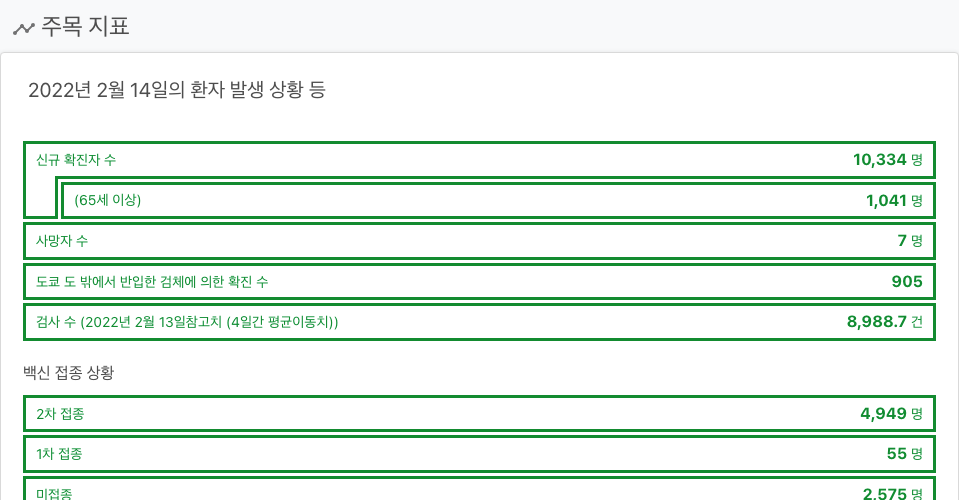 주목 지표
2022년 2월 14일의 환자 발생 상황 등
신규 확진자 수 10,334 명
(65세 이상) 1,041 명
사망자 수 7 명
도쿄 도 밖에서 반입한 검체에 의한 확진 수 905
검사 수 (2022년 2월 13일참고치 (4일간 평균이동치)) 8,988.7 건
백신 접종 상황
2차 접종 4,949 명
1차 접종 55 명
미접종 2,575 명